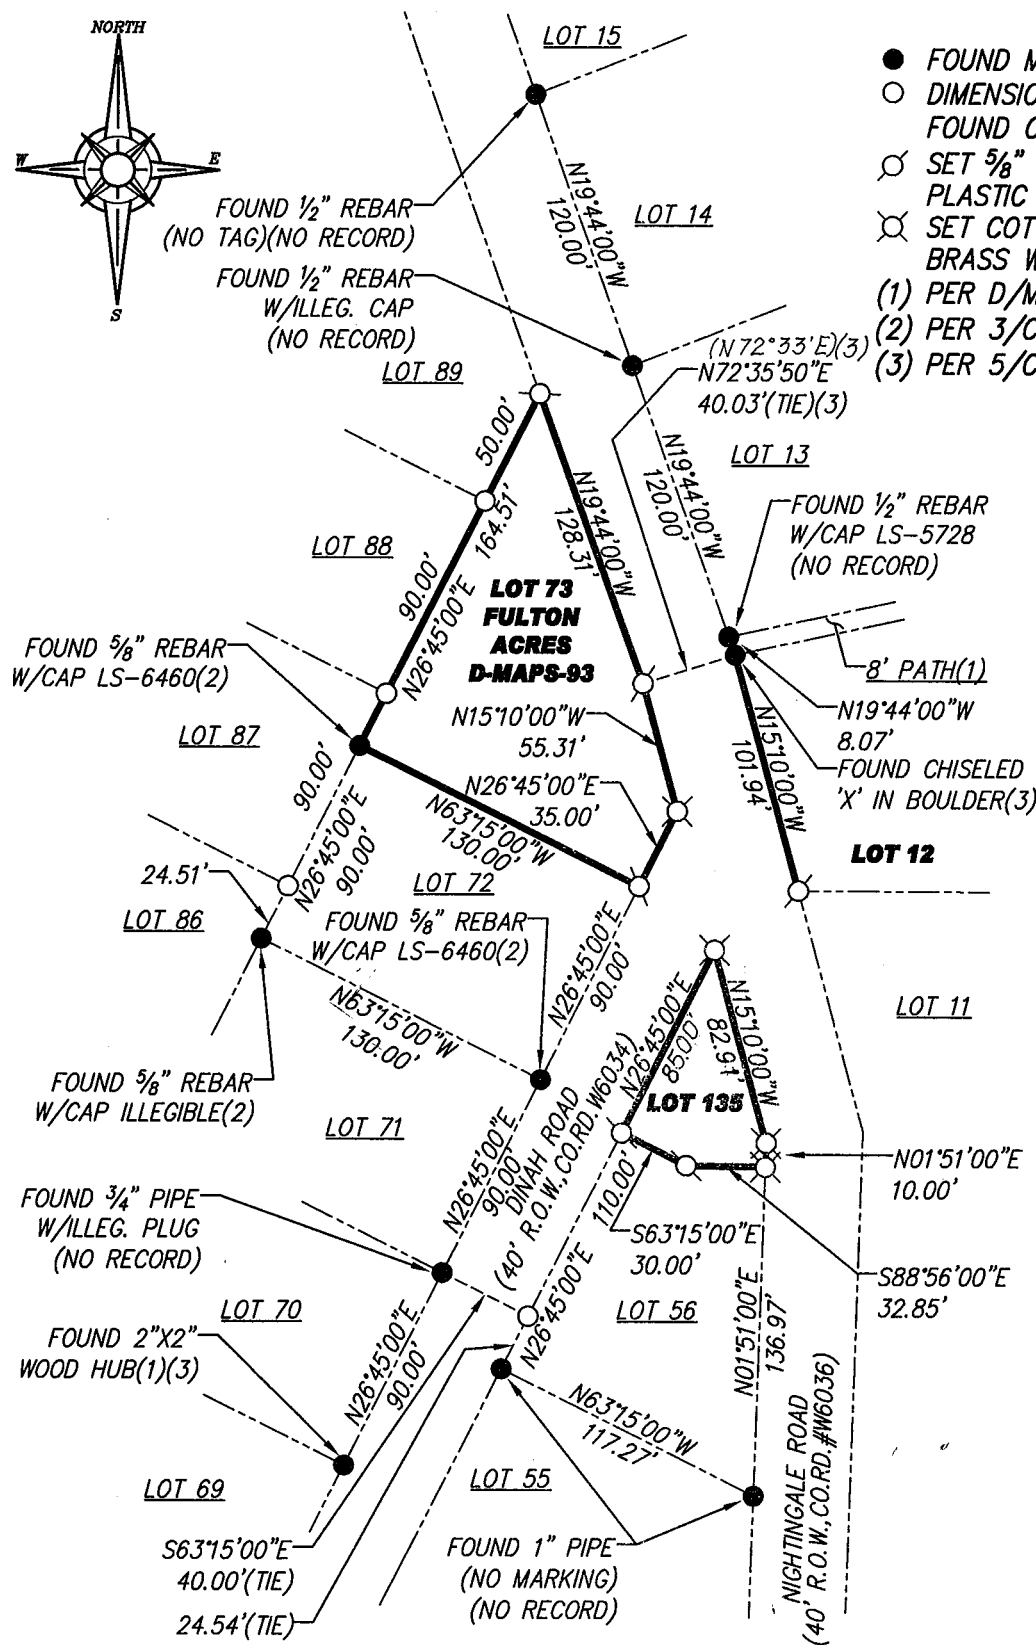 NORTH
W
E
S
● FOUND M
○ DIMENSIO
FOUND C
SET 5/8"
PLASTIC
SET COT
BRASS W
(1) PER D/M
(2) PER 3/C
(3) PER 5/C
LOT 15
FOUND 1/2" REBAR
(NO TAG)(NO RECORD)
N19°44'00"W
120.00'
LOT 14
FOUND 1/2" REBAR
W/ILLEG. CAP
(NO RECORD)
(N72°33'E)(3)
N72°35'50"E
40.03'(TIE)(3)
LOT 89
50.00'
164.51'
N19°44'00"W
128.31'
N19°44'00"W
120.00'
LOT 13
FOUND 1/2" REBAR
W/CAP LS-5728
(NO RECORD)
LOT 88
90.00'
N26°45'00"E
LOT 73
FULTON
ACRES
D-MAPS-93
FOUND 5/8" REBAR
W/CAP LS-6460(2)
8' PATH(1)
N19°44'00"W
8.07'
FOUND CHISELED
'X' IN BOULDER(3)
N15°10'00"W
101.94'
LOT 87
N15°10'00"W
55.31'
N26°45'00"E
35.00'
N63°15'00"W
130.00'
90.00'
N26°45'00"E
90.00'
LOT 12
24.51'
LOT 72
LOT 86
FOUND 5/8" REBAR
W/CAP LS-6460(2)
N26°45'00"E
90.00'
N63°15'00"W
130.00'
LOT 11
FOUND 5/8" REBAR
W/CAP ILLEGIBLE(2)
N26°45'00"E
85.00'
N15°10'00"W
82.91'
LOT 135
LOT 71
DINAH ROAD
(40' R.O.W.,CO.RD.W6034)
N01°51'00"E
10.00'
FOUND 3/4" PIPE
W/ILLEG. PLUG
(NO RECORD)
N26°45'00"E
90.00'
110.00'
N26°45'00"E
S63°15'00"E
30.00'
S88°56'00"E
32.85'
LOT 70
LOT 56
FOUND 2"X2"
WOOD HUB(1)(3)
N26°45'00"E
90.00'
N01°51'00"E
136.97'
N63°15'00"W
117.27'
LOT 69
LOT 55
S63°15'00"E
40.00'(TIE)
24.54'(TIE)
FOUND 1" PIPE
(NO MARKING)
(NO RECORD)
NIGHTINGALE ROAD
(40' R.O.W.,CO.RD.#W6036)